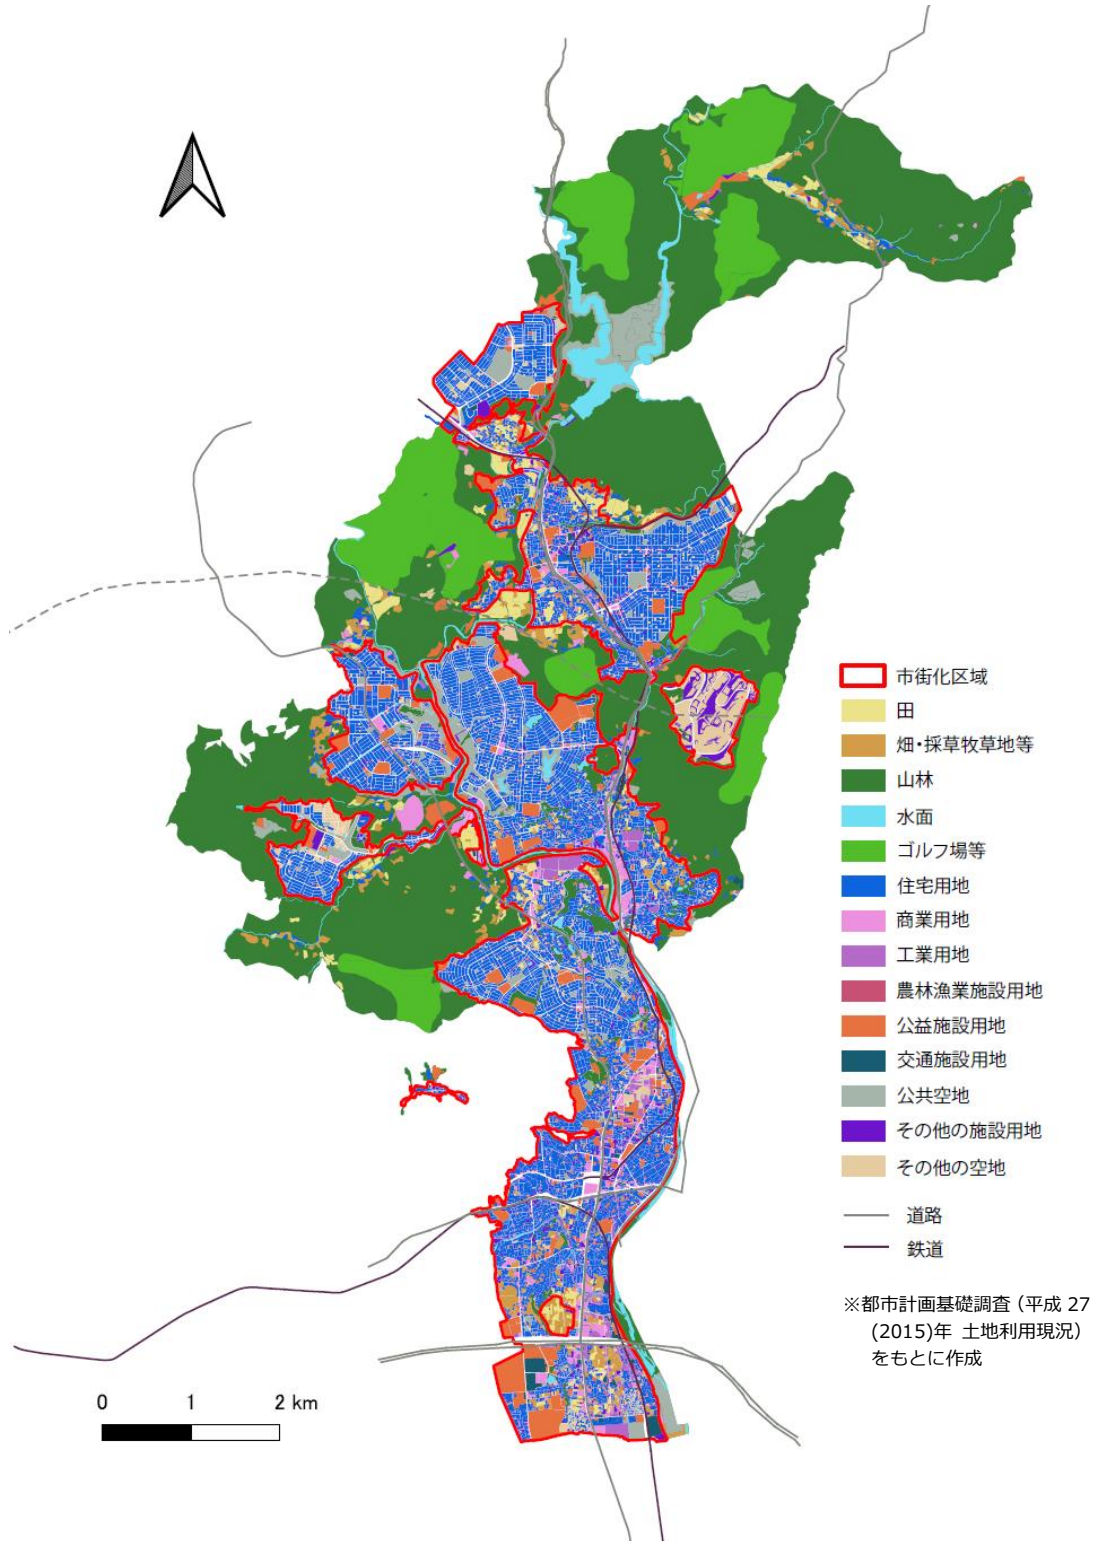 市街化区域
田
畑・採草牧草地等
山林
水面
ゴルフ場等
住宅用地
商業用地
工業用地
農林漁業施設用地
公益施設用地
交通施設用地
公共空地
その他の施設用地
その他の空地
道路
鉄道
※都市計画基礎調査（平成 27
(2015)年 土地利用現況）
をもとに作成
0 1 2 km